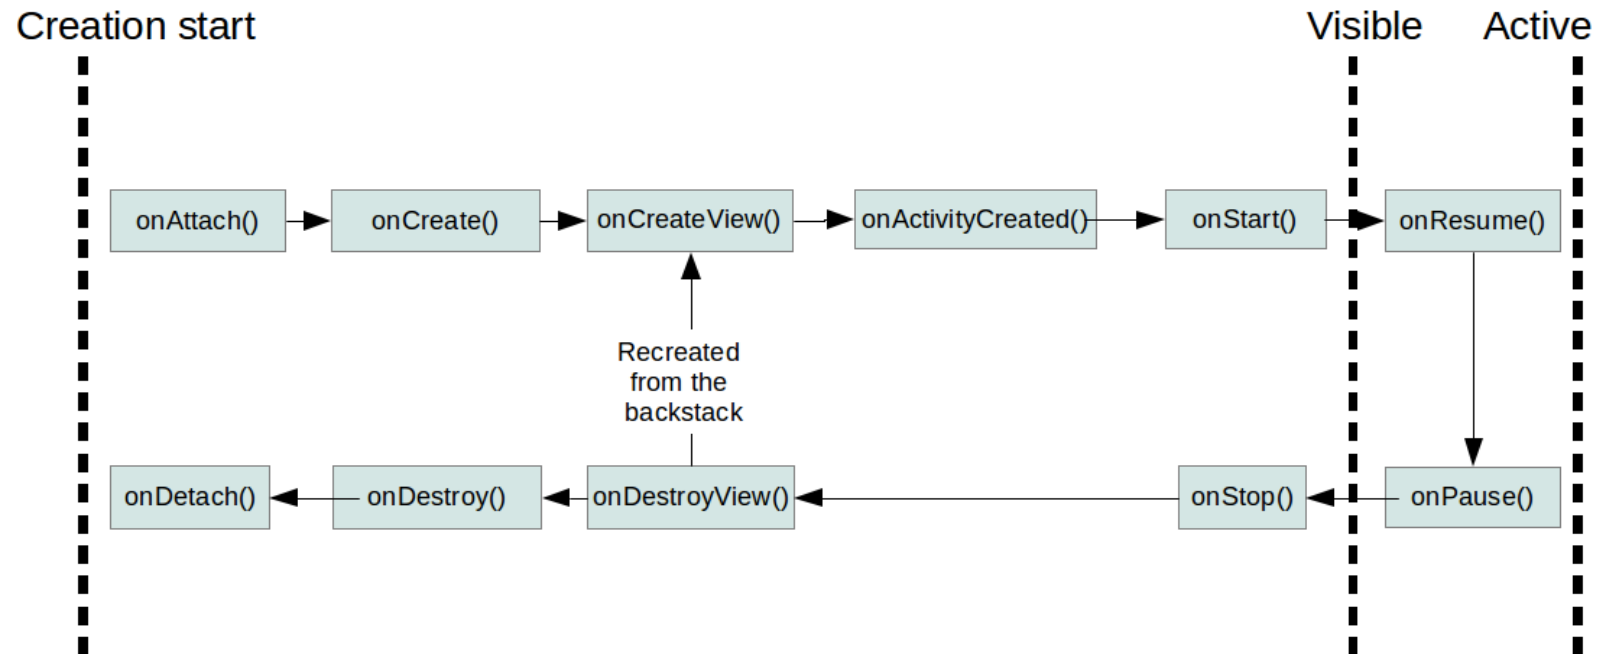 Creation start
Visible
Active
onAttach()
onCreate()
onCreateView()
onActivityCreated()
onStart()
onResume()
Recreated
from the
backstack
onDetach()
onDestroy()
onDestroyView()
onStop()
onPause()